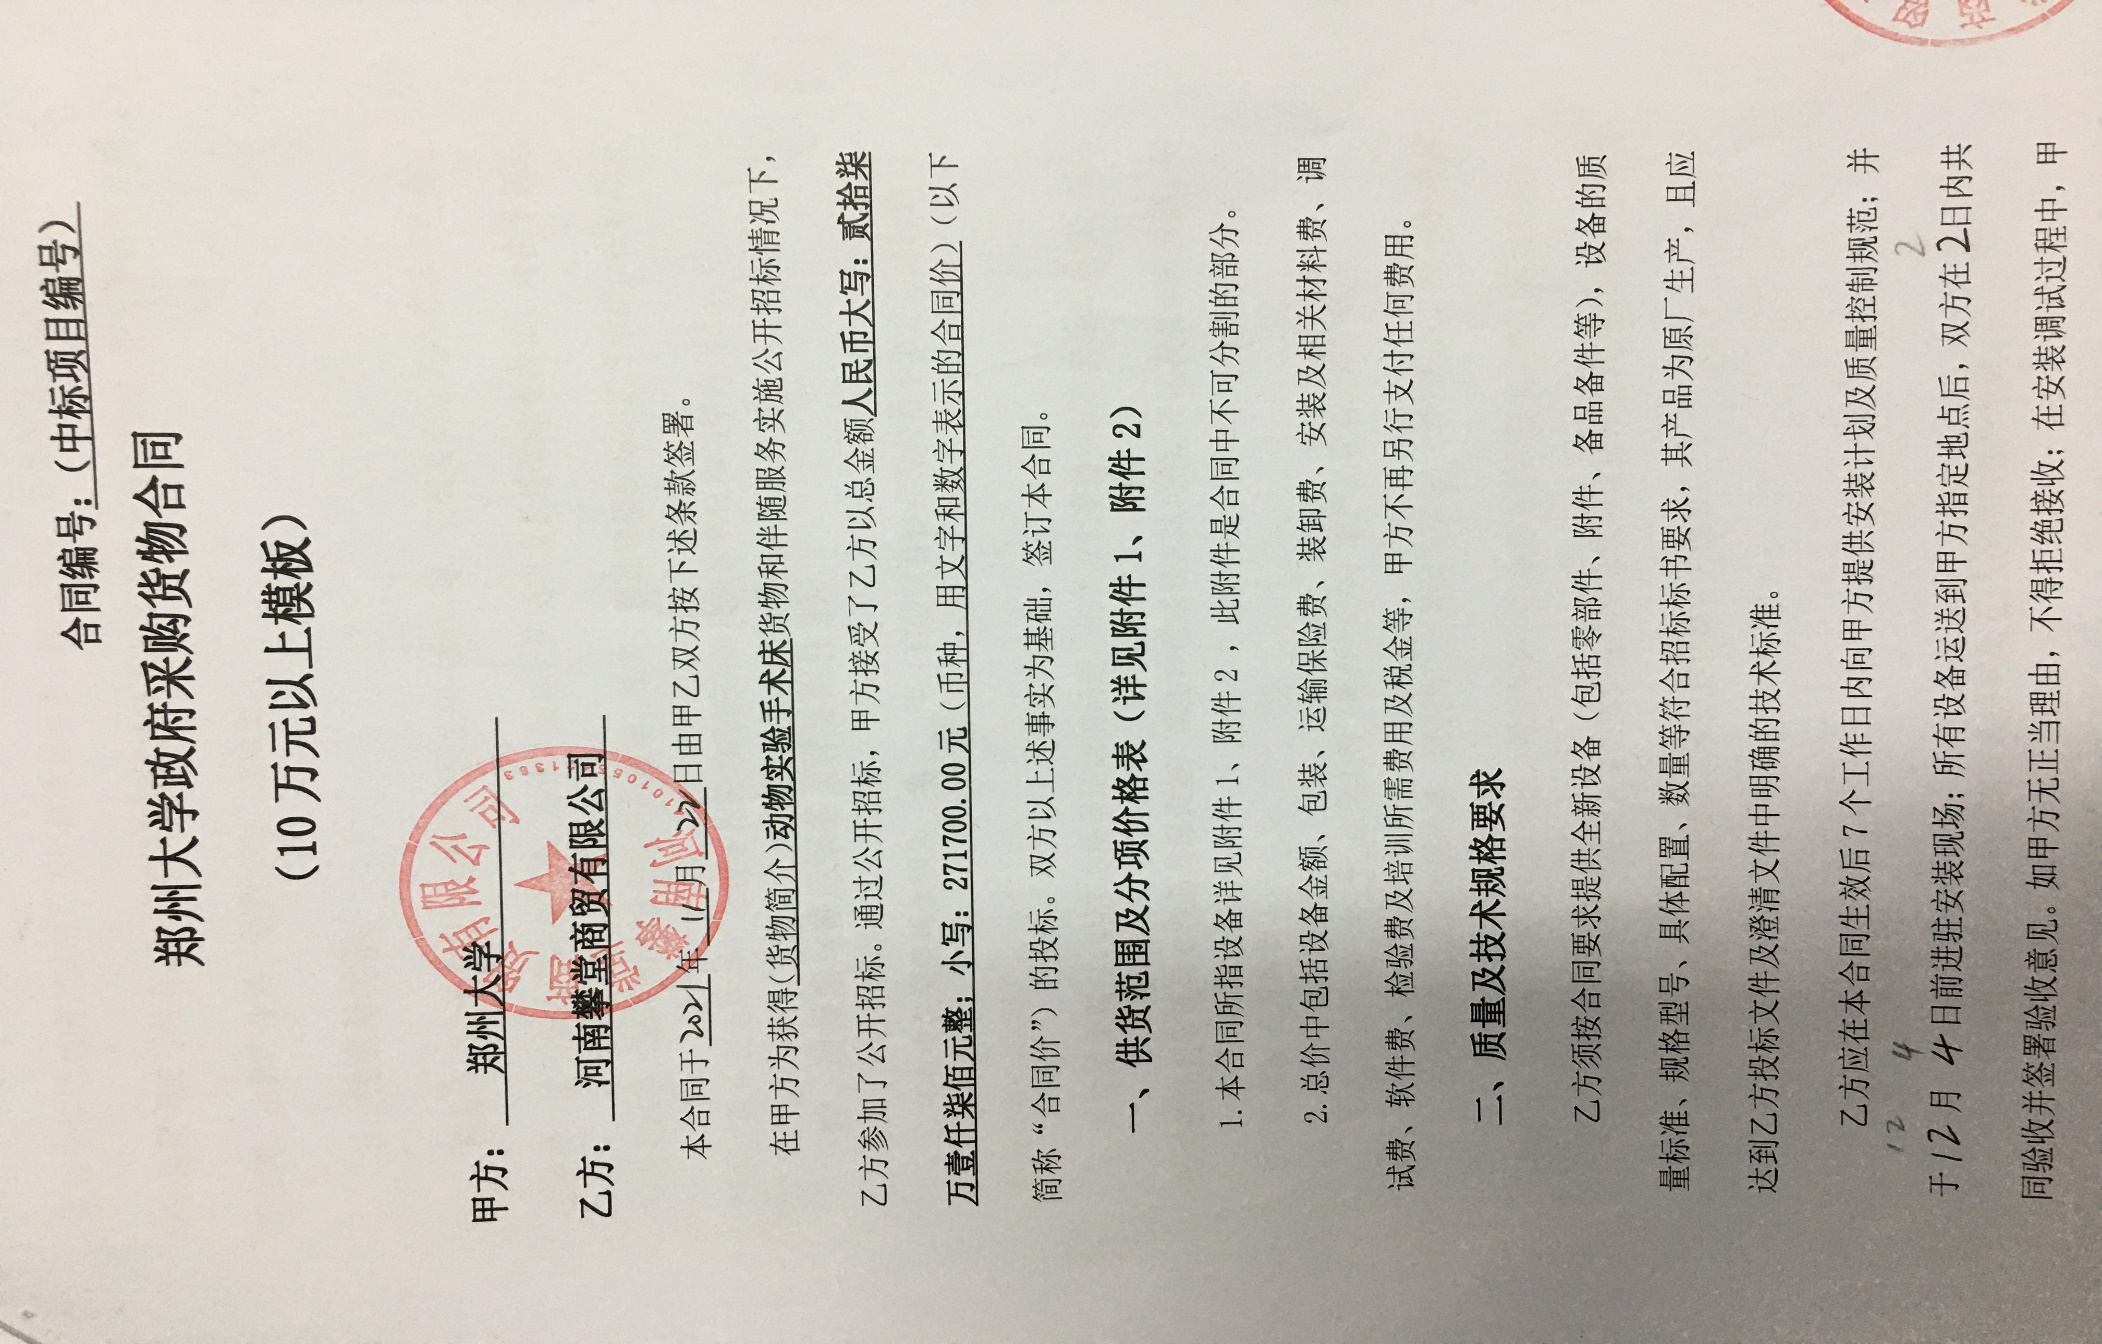 合同编号：（中标项目编号）
郑州大学政府采购货物合同
（10 万元以上模板）
甲方：郑州大学
乙方：河南攀堂商贸有限公司
本合同于2021年11月22日由甲乙双方按下述条款签署。
在甲方为获得（货物简介）动物实验手术床货物和伴随服务实施公开招标情况下，
乙方参加了公开招标。通过公开招标，甲方接受了乙方以总金额人民币大写：贰拾柒
万壹仟柒佰元整；小写：271700.00 元（币种，用文字和数字表示的合同价）（以下
简称“合同价”）的投标。双方以上述事实为基础，签订本合同。
一、供货范围及分项价格表（详见附件 1、附件 2）
1.本合同所指设备详见附件 1、附件 2 ，此附件是合同中不可分割的部分。
2.总价中包括设备金额、包装、运输保险费、装卸费、安装及相关材料费、调
试费、软件费、检验费及培训所需费用及税金等，甲方不再另行支付任何费用。
二、质量及技术规格要求
乙方须按合同要求提供全新设备（包括零部件、附件、备品备件等），设备的质
量标准、规格型号、具体配置、数量等符合招标标书要求，其产品为原厂生产，且应
达到乙方投标文件及澄清文件中明确的技术标准。
乙方应在本合同生效后 7 个工作日内向甲方提供安装计划及质量控制规范；并
12 4 2
于12月4日前进驻安装现场；所有设备运送到甲方指定地点后，双方在2日内共
同验收并签署验收意见。如甲方无正当理由，不得拒绝接收；在安装调试过程中，甲